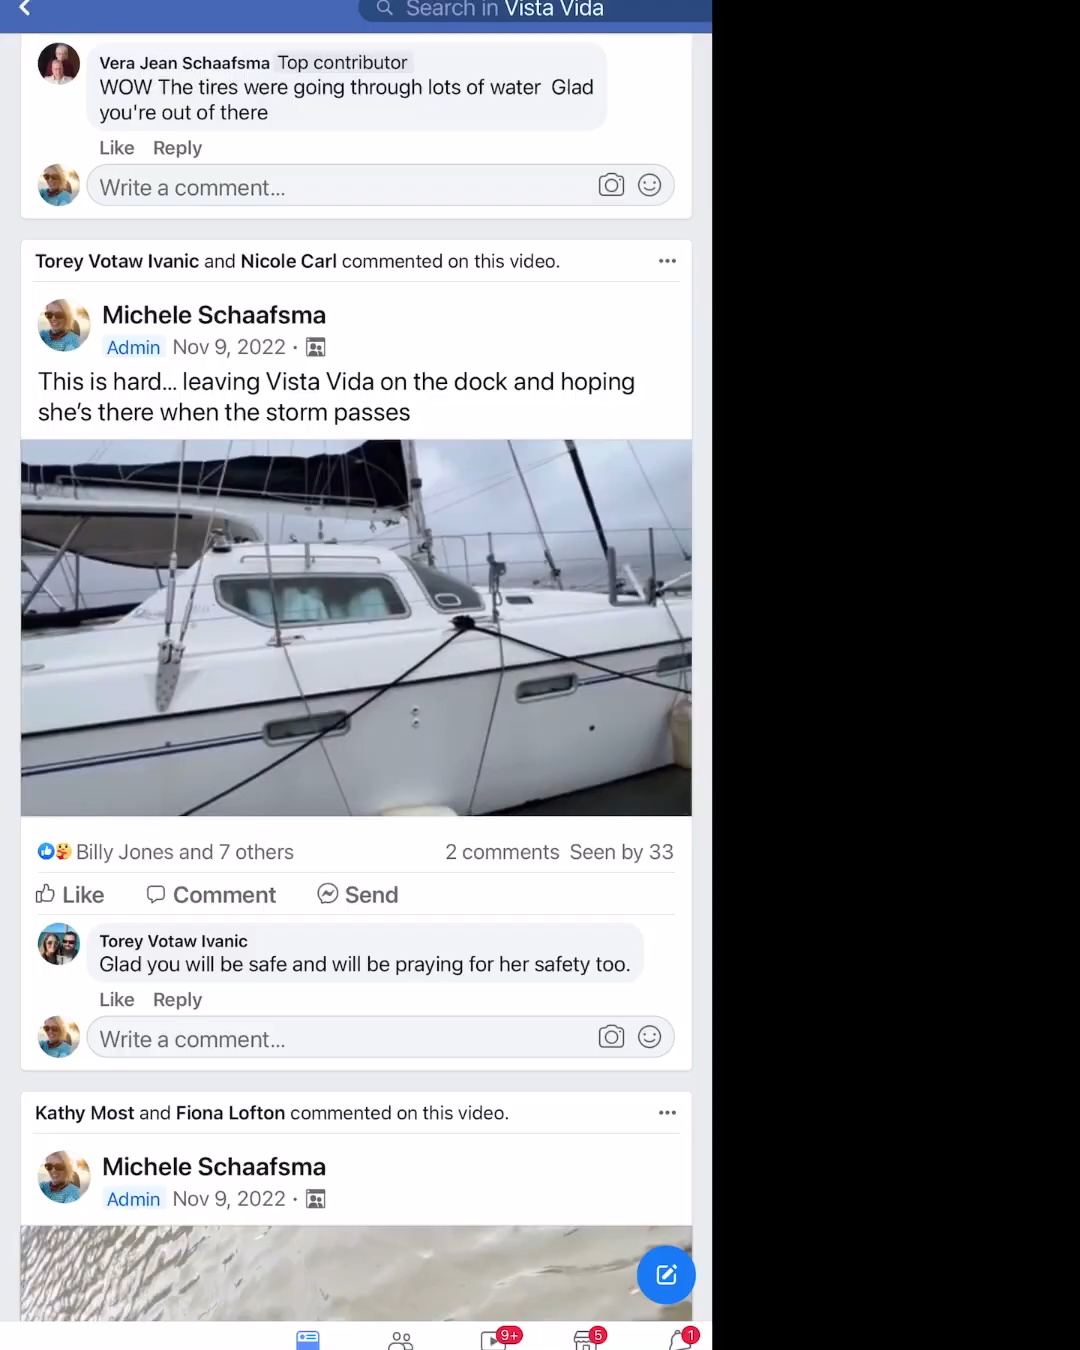 Search in Vista Vida
Vera Jean Schaafsma Top contributor
WOW The tires were going through lots of water  Glad
you're out of there
Like Reply
Write a comment...
Torey Votaw Ivanic and Nicole Carl commented on this video.
Michele Schaafsma
Admin Nov 9, 2022 ·
This is hard... leaving Vista Vida on the dock and hoping
she's there when the storm passes
Billy Jones and 7 others 2 comments Seen by 33
Like Comment Send
Torey Votaw Ivanic
Glad you will be safe and will be praying for her safety too.
Like Reply
Write a comment...
Kathy Most and Fiona Lofton commented on this video.
Michele Schaafsma
Admin Nov 9, 2022 ·
9+ 5 1